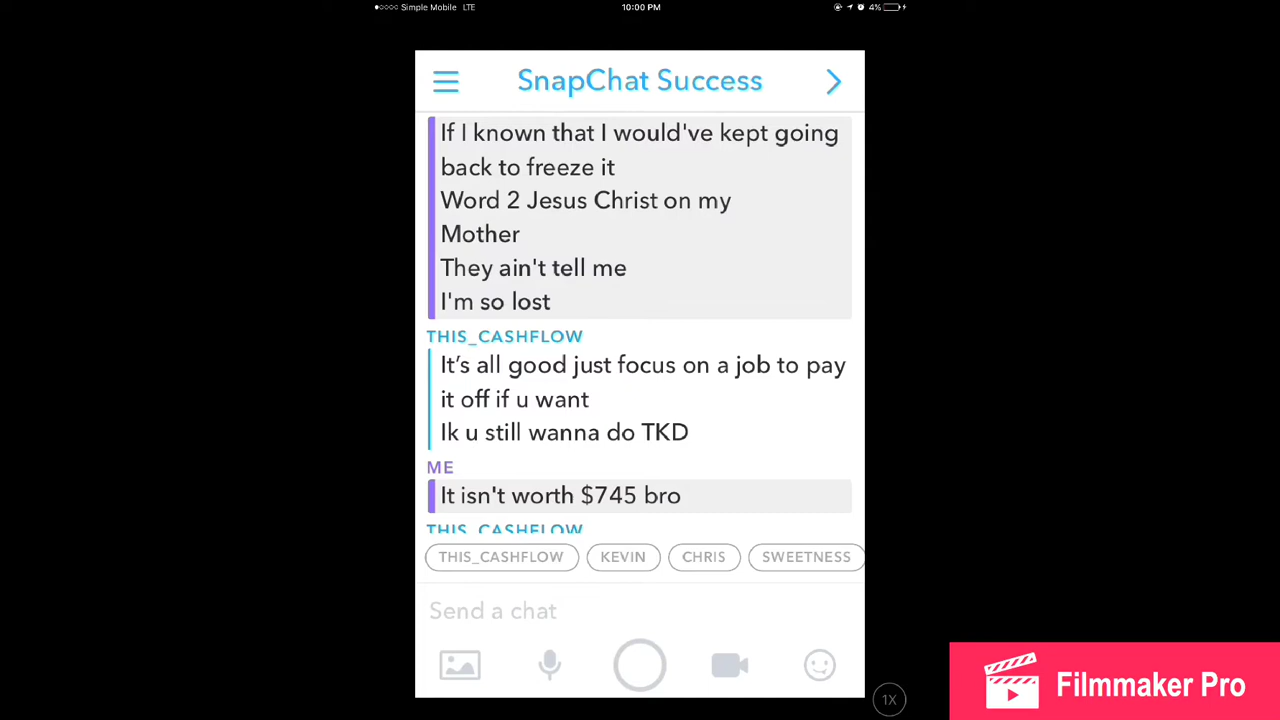 Simple Mobile LTE 10:00 PM 4%
SnapChat Success
If I known that I would've kept going
back to freeze it
Word 2 Jesus Christ on my
Mother
They ain't tell me
I'm so lost
THIS_CASHFLOW
It's all good just focus on a job to pay
it off if u want
Ik u still wanna do TKD
ME
It isn't worth $745 bro
THIS_CASHFLOW
THIS_CASHFLOW KEVIN CHRIS SWEETNESS
Send a chat
1X
Filmmaker Pro